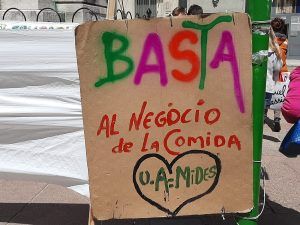 BASTA
AL NEGOCIO
de LA COMIDA
U.A=MIDES